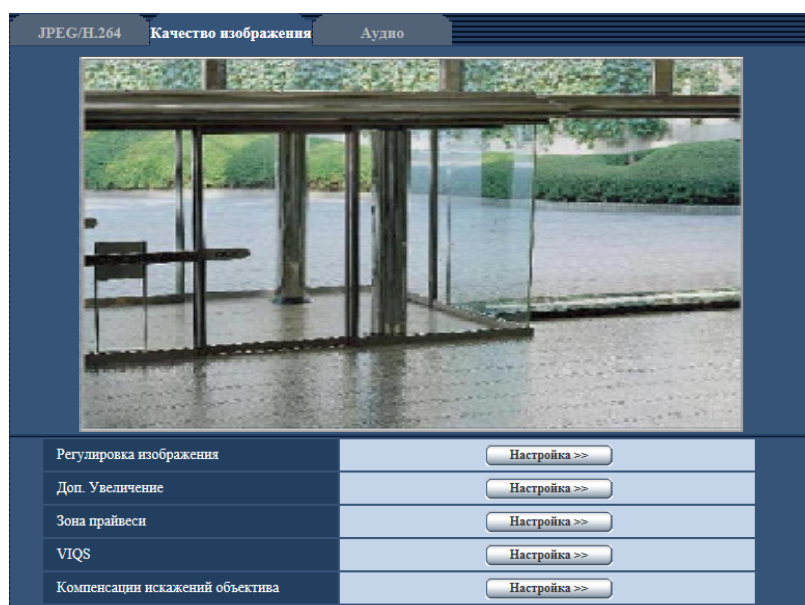 JPEG/H.264 Качество изображения Аудио
Регулировка изображения Настройка >>
Доп. Увеличение Настройка >>
Зона прайвеси Настройка >>
VIQS Настройка >>
Компенсации искажений объектива Настройка >>